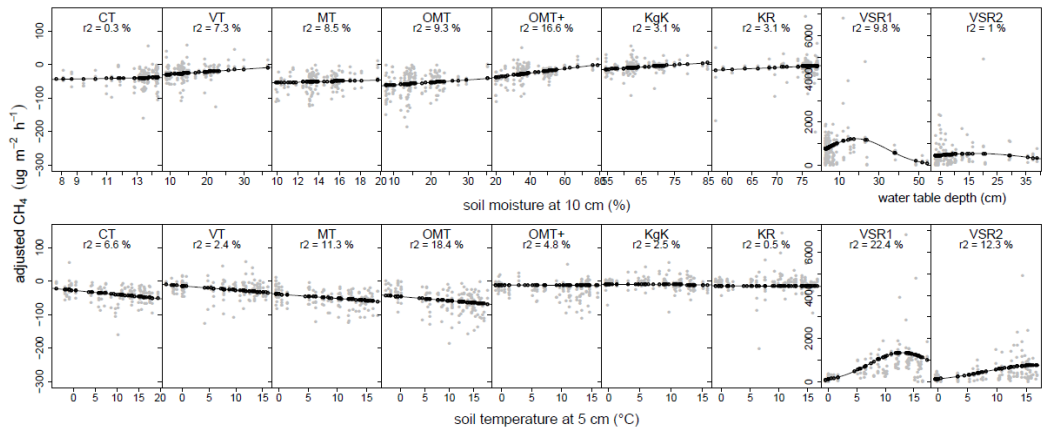 CT VT MT OMT OMT+ KgK KR VSR1 VSR2
r2 = 0.3 % r2 = 7.3 % r2 = 8.5 % r2 = 9.3 % r2 = 16.6 % r2 = 3.1 % r2 = 3.1 % r2 = 9.8 % r2 = 1 %
100
0
−100
−200
−300
6000
4000
2000
0
8 9 11 13 10 20 30 10 12 14 16 18 20 10 20 30 20 40 60 80 55 65 75 85 60 65 70 75 10 30 50 5 15 25 35
soil moisture at 10 cm (%)
water table depth (cm)
adjusted CH4 (ug m−2 h−1)
CT VT MT OMT OMT+ KgK KR VSR1 VSR2
r2 = 6.6 % r2 = 2.4 % r2 = 11.3 % r2 = 18.4 % r2 = 4.8 % r2 = 2.5 % r2 = 0.5 % r2 = 22.4 % r2 = 12.3 %
100
0
−100
−200
−300
6000
4000
2000
0
0 5 10 15 20 0 5 10 15 0 5 10 15 0 5 10 15 0 5 10 15 0 5 10 15 0 5 10 15 0 5 10 15 0 5 10 15
soil temperature at 5 cm (°C)